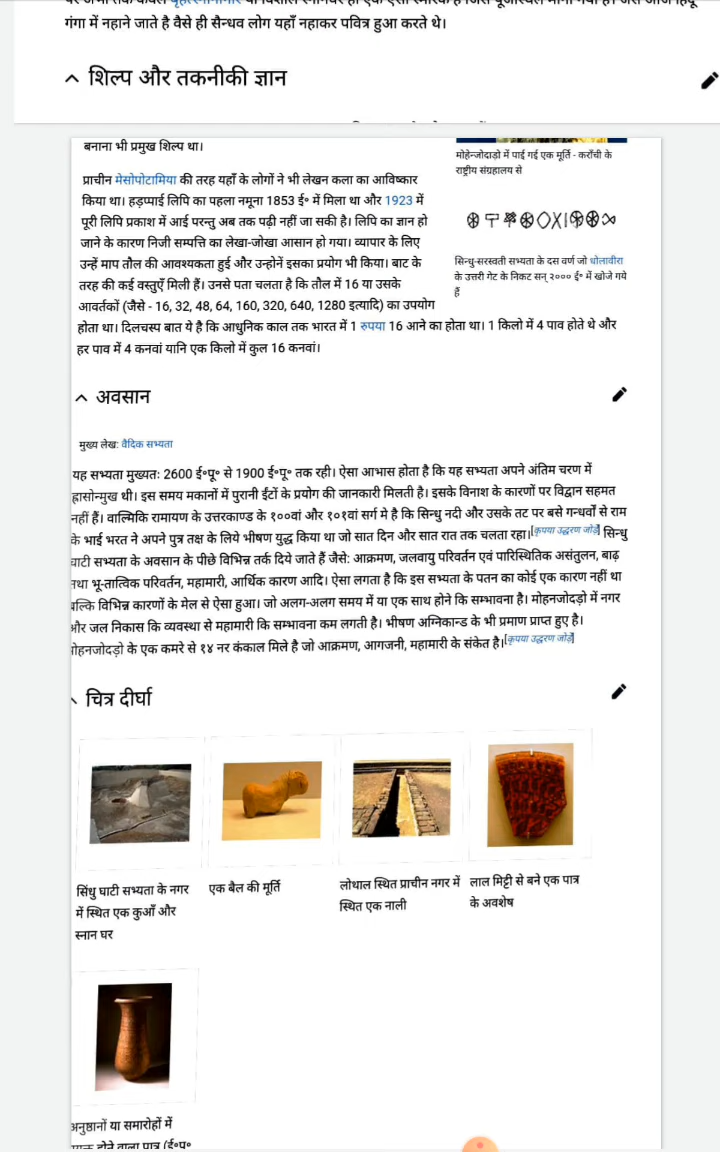 गंगा में नहाने जाते है वैसे ही सैन्धव लोग यहाँ नहाकर पवित्र हुआ करते थे।
शिल्प और तकनीकी ज्ञान
बनाना भी प्रमुख शिल्प था।
मोहेन्जोदाड़ो में पाई गई एक मूर्ति - कराँची के
राष्ट्रीय संग्रहालय से
प्राचीन मेसोपोटामिया की तरह यहाँ के लोगों ने भी लेखन कला का आविष्कार
किया था। हड़प्पाई लिपि का पहला नमूना 1853 ई॰ में मिला था और 1923 में
पूरी लिपि प्रकाश में आई परन्तु अब तक पढ़ी नहीं जा सकी है। लिपि का ज्ञान हो
जाने के कारण निजी सम्पत्ति का लेखा-जोखा आसान हो गया। व्यापार के लिए
उन्हें माप तौल की आवश्यकता हुई और उन्होनें इसका प्रयोग भी किया। बाट के
तरह की कई वस्तुएँ मिली हैं। उनसे पता चलता है कि तौल में 16 या उसके
आवर्तकों (जैसे - 16, 32, 48, 64, 160, 320, 640, 1280 इत्यादि) का उपयोग
होता था। दिलचस्प बात ये है कि आधुनिक काल तक भारत में 1 रुपया 16 आने का होता था। 1 किलो में 4 पाव होते थे और
हर पाव में 4 कनवां यानि एक किलो में कुल 16 कनवां।
सिन्धु-सरस्वती सभ्यता के दस वर्ण जो धोलावीरा
के उत्तरी गेट के निकट सन् २००० ई॰ में खोजे गये
हैं
अवसान
मुख्य लेख: वैदिक सभ्यता
यह सभ्यता मुख्यतः 2600 ई॰पू॰ से 1900 ई॰पू॰ तक रही। ऐसा आभास होता है कि यह सभ्यता अपने अंतिम चरण में
ह्रासोन्मुख थी। इस समय मकानों में पुरानी ईंटों के प्रयोग की जानकारी मिलती है। इसके विनाश के कारणों पर विद्वान सहमत
नहीं हैं। वाल्मिकि रामायण के उत्तरकाण्ड के १००वां और १०१वां सर्ग मे है कि सिन्धु नदी और उसके तट पर बसे गन्धर्वों से राम
के भाई भरत ने अपने पुत्र तक्ष के लिये भीषण युद्ध किया था जो सात दिन और सात रात तक चलता रहा।[कृपया उद्धरण जोड़ें] सिन्धु
घाटी सभ्यता के अवसान के पीछे विभिन्न तर्क दिये जाते हैं जैसे: आक्रमण, जलवायु परिवर्तन एवं पारिस्थितिक असंतुलन, बाढ़
तथा भू-तात्विक परिवर्तन, महामारी, आर्थिक कारण आदि। ऐसा लगता है कि इस सभ्यता के पतन का कोई एक कारण नहीं था
बल्कि विभिन्न कारणों के मेल से ऐसा हुआ। जो अलग-अलग समय में या एक साथ होने कि सम्भावना है। मोहनजोदड़ो में नगर
और जल निकास कि व्यवस्था से महामारी कि सम्भावना कम लगती है। भीषण अग्निकान्ड के भी प्रमाण प्राप्त हुए है।
मोहनजोदड़ो के एक कमरे से १४ नर कंकाल मिले है जो आक्रमण, आगजनी, महामारी के संकेत है।[कृपया उद्धरण जोड़ें]
चित्र दीर्घा
सिंधु घाटी सभ्यता के नगर
में स्थित एक कुआँ और
स्नान घर
एक बैल की मूर्ति
लोथाल स्थित प्राचीन नगर में
स्थित एक नाली
लाल मिट्टी से बने एक पात्र
के अवशेष
अनुष्ठानों या समारोहों में
होने वाला पात्र (ई॰पू॰